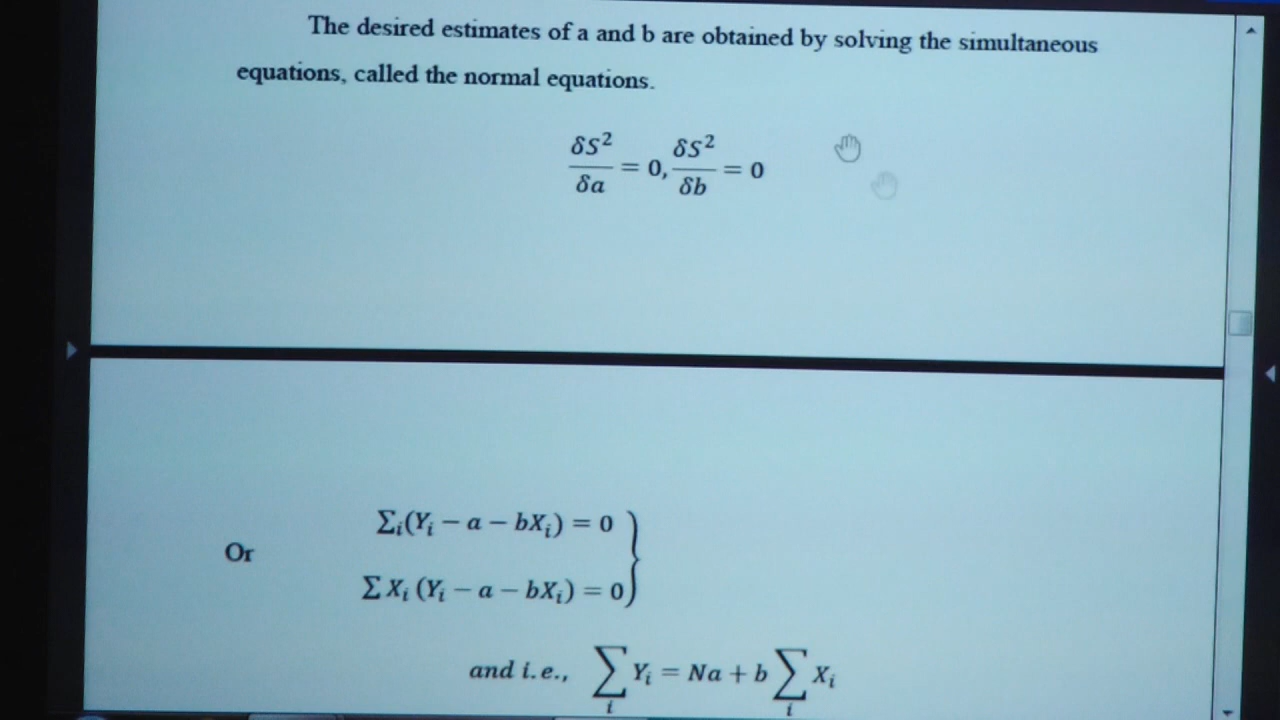 The desired estimates of a and b are obtained by solving the simultaneous
equations, called the normal equations.
δS²/δa = 0, δS²/δb = 0
Σᵢ(Yᵢ − a − bXᵢ) = 0
Or
Σ Xᵢ (Yᵢ − a − bXᵢ) = 0
and i.e., ∑ᵢ Yᵢ = Na + b ∑ᵢ Xᵢ